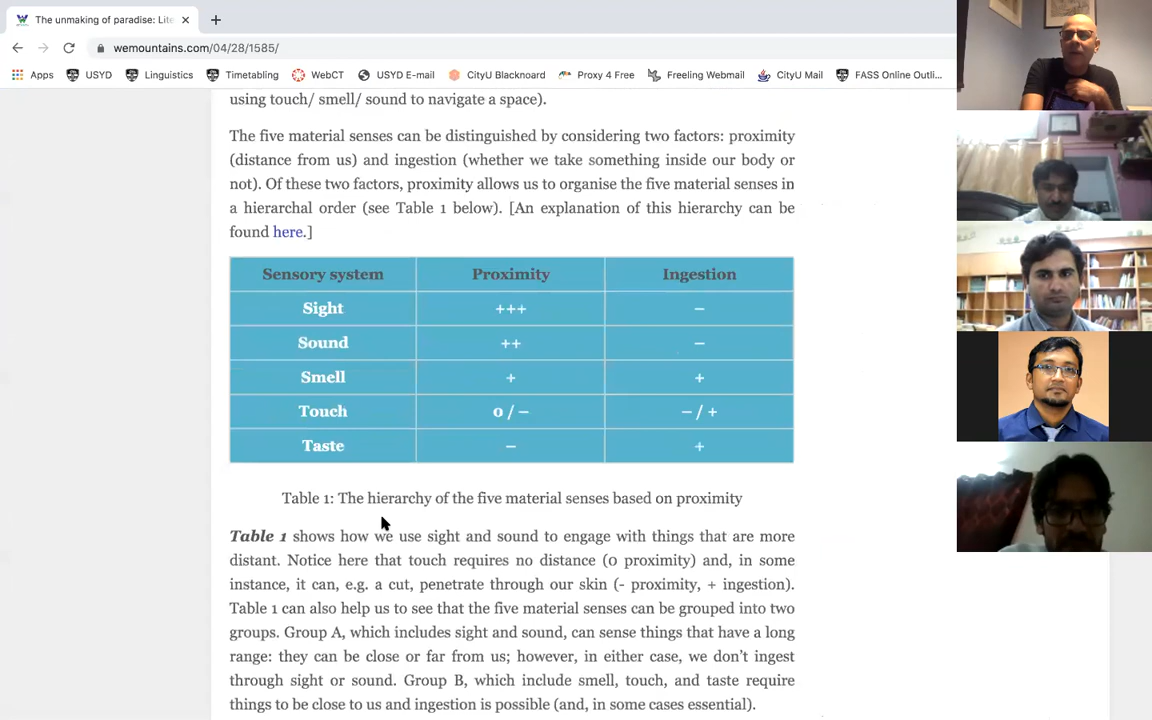 The unmaking of paradise: Lite
wemountains.com/04/28/1585/
Apps USYD Linguistics Timetabling WebCT USYD E-mail CityU Blacknoard Proxy 4 Free Freeling Webmail CityU Mail FASS Online Outli...
using touch/ smell/ sound to navigate a space).
The five material senses can be distinguished by considering two factors: proximity
(distance from us) and ingestion (whether we take something inside our body or
not). Of these two factors, proximity allows us to organise the five material senses in
a hierarchal order (see Table 1 below). [An explanation of this hierarchy can be
found here.]
Sensory system Proximity Ingestion
Sight +++ –
Sound ++ –
Smell + +
Touch 0 / – – / +
Taste – +
Table 1: The hierarchy of the five material senses based on proximity
Table 1 shows how we use sight and sound to engage with things that are more
distant. Notice here that touch requires no distance (0 proximity) and, in some
instance, it can, e.g. a cut, penetrate through our skin (- proximity, + ingestion).
Table 1 can also help us to see that the five material senses can be grouped into two
groups. Group A, which includes sight and sound, can sense things that have a long
range: they can be close or far from us; however, in either case, we don't ingest
through sight or sound. Group B, which include smell, touch, and taste require
things to be close to us and ingestion is possible (and, in some cases essential).